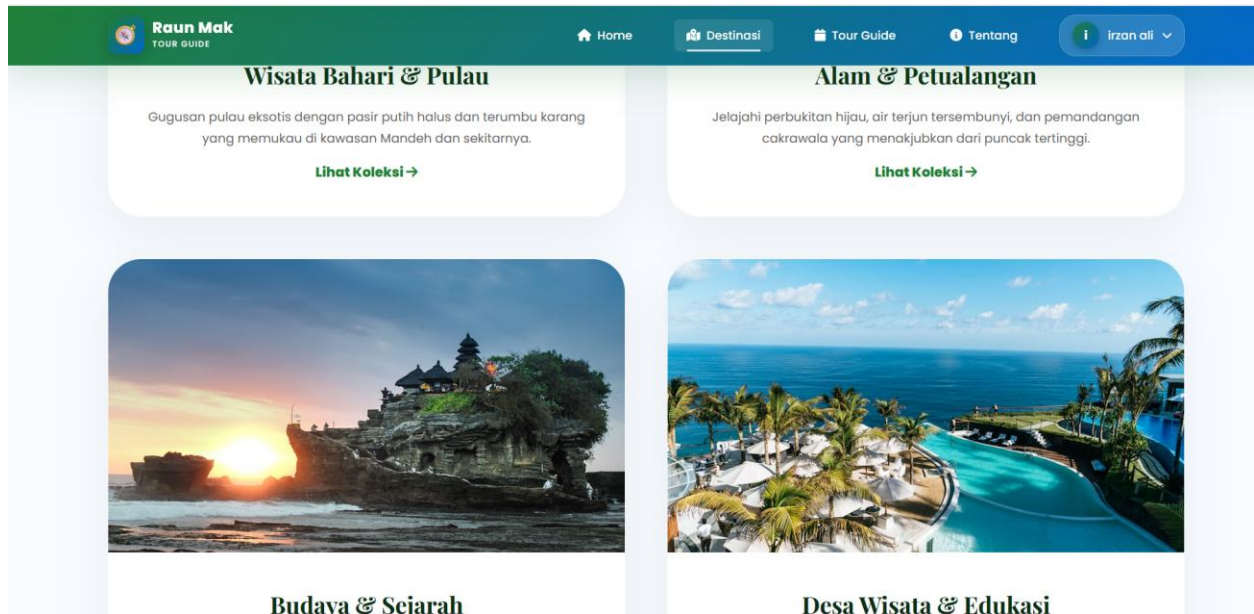 Raun Mak
TOUR GUIDE
Home
Destinasi
Tour Guide
Tentang
i
irzan ali
Wisata Bahari & Pulau
Gugusan pulau eksotis dengan pasir putih halus dan terumbu karang
yang memukau di kawasan Mandeh dan sekitarnya.
Lihat Koleksi →
Alam & Petualangan
Jelajahi perbukitan hijau, air terjun tersembunyi, dan pemandangan
cakrawala yang menakjubkan dari puncak tertinggi.
Lihat Koleksi →
Budaya & Sejarah
Desa Wisata & Edukasi